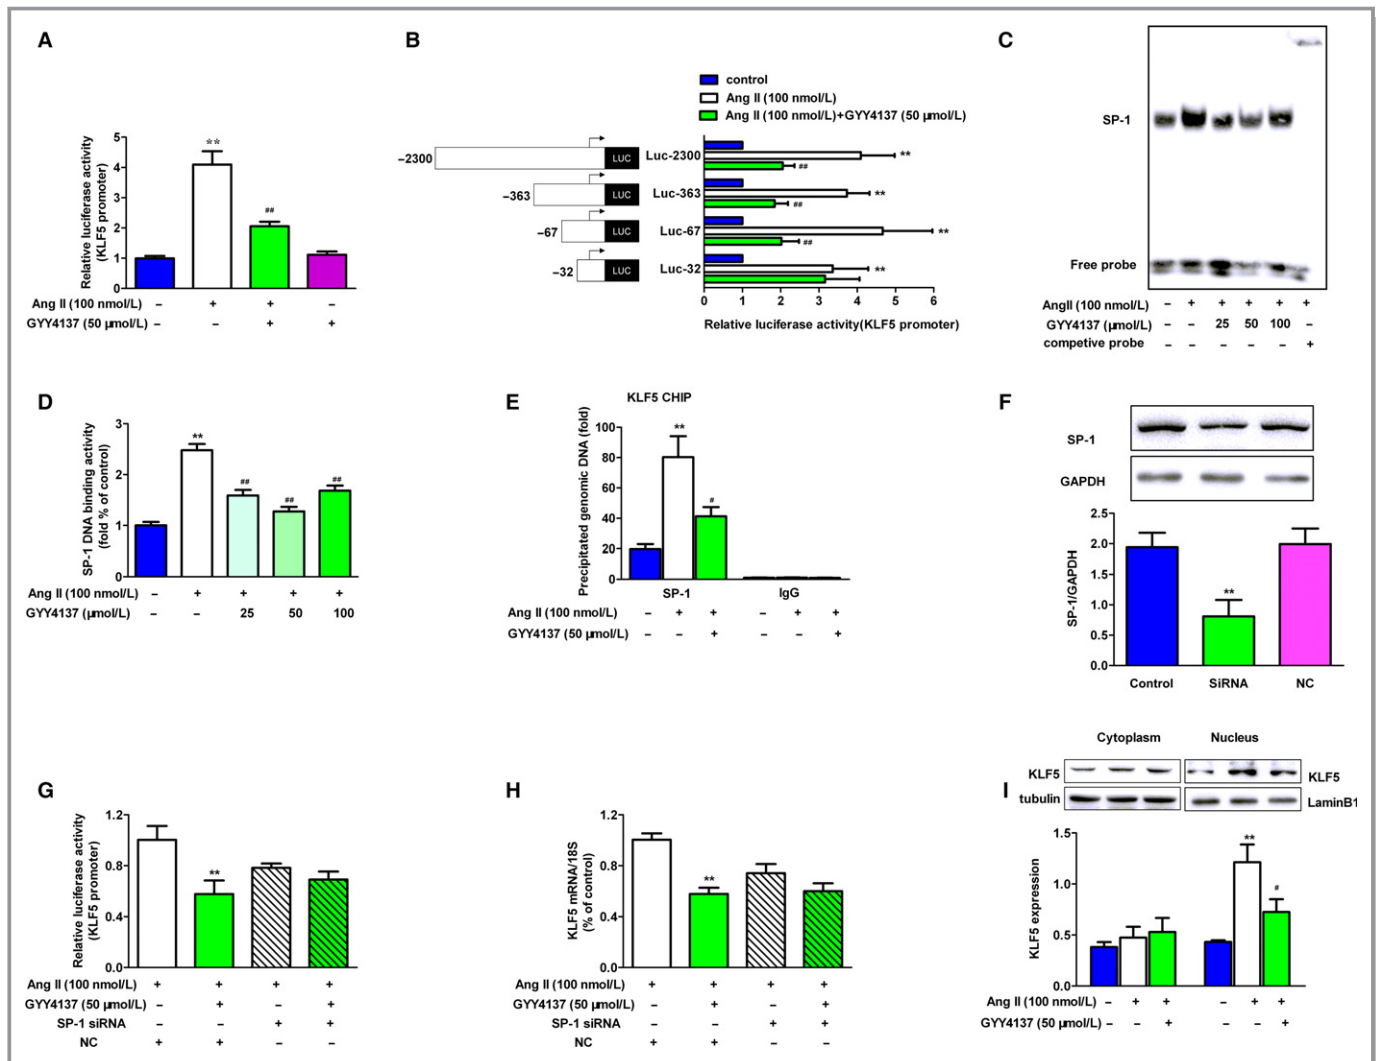 A
Relative luciferase activity
(KLF5 promoter)
5
4
3
2
1
0
**
##
Ang II (100 nmol/L) – + + –
GYY4137 (50 µmol/L) – – + +
B
control
Ang II (100 nmol/L)
Ang II (100 nmol/L)+GYY4137 (50 µmol/L)
–2300 LUC Luc-2300 ** ##
–363 LUC Luc-363 ** ##
–67 LUC Luc-67 ** ##
–32 LUC Luc-32 **
0 1 2 3 4 5 6
Relative luciferase activity(KLF5 promoter)
C
SP-1
Free probe
AngII (100 nmol/L) – + + + + +
GYY4137 (µmol/L) – – 25 50 100 –
competive probe – – – – – +
D
SP-1 DNA binding activity
(fold % of control)
3
2
1
0
** ## ## ##
Ang II (100 nmol/L) – + + + +
GYY4137 (µmol/L) – – 25 50 100
E
KLF5 CHIP
Precipitated genomic DNA (fold)
100
80
60
40
20
0
**
#
SP-1 IgG
Ang II (100 nmol/L) – + + – + +
GYY4137 (50 µmol/L) – – + – – +
F
SP-1
GAPDH
SP-1/GAPDH
2.5
2.0
1.5
1.0
0.5
0.0
**
Control SiRNA NC
G
Relative luciferase activity
(KLF5 promoter)
1.2
0.8
0.4
0.0
**
Ang II (100 nmol/L) + + + +
GYY4137 (50 µmol/L) – + – +
SP-1 siRNA – – + +
NC + + – –
H
KLF5 mRNA/18S
(% of control)
1.2
0.8
0.4
0.0
**
Ang II (100 nmol/L) + + + +
GYY4137 (50 µmol/L) – + – +
SP-1 siRNA – – + +
NC + + – –
I
Cytoplasm Nucleus
KLF5 KLF5
tubulin LaminB1
KLF5 expression
1.5
1.0
0.5
0.0
**
#
Ang II (100 nmol/L) – + + – + +
GYY4137 (50 µmol/L) – – + – – +